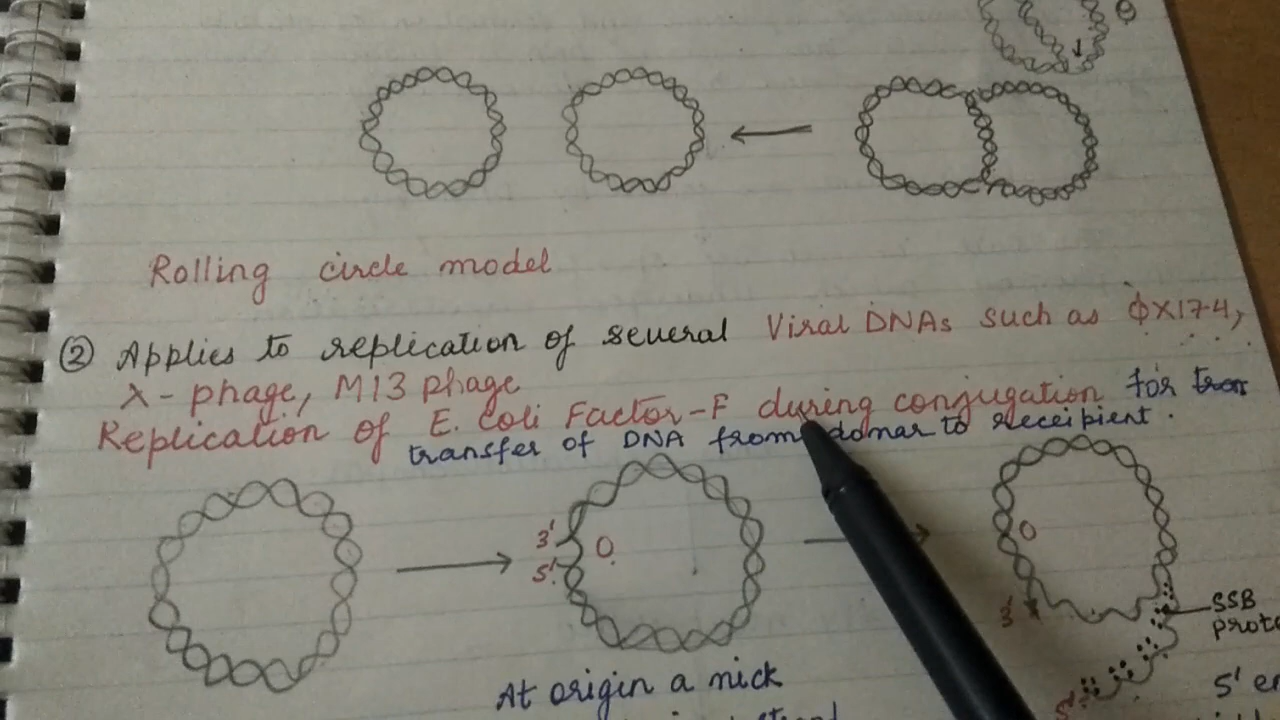 Rolling circle model
② Applies to replication of several Viral DNAs such as ϕX174,
λ - phage, M13 phage
Replication of E. Coli Factor-F during conjugation for tran
transfer of DNA from donar to receipient.
3' O
5'
O
3'
SSB
5'
At origin a nick
5' en